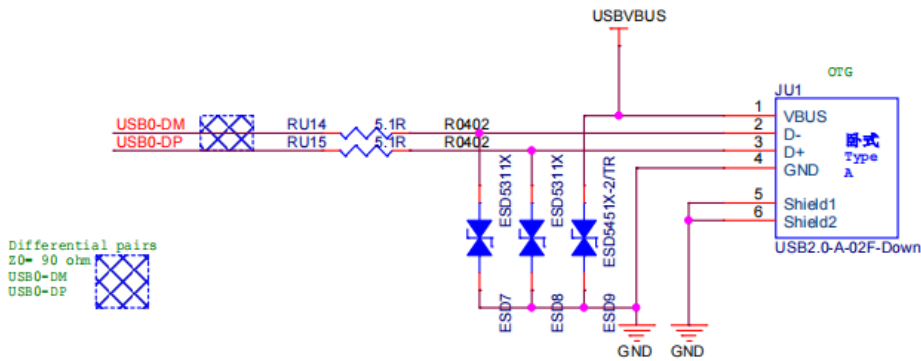 USBVBUS
OTG
JU1
USB0-DM
RU14
5.1R
R0402
1
VBUS
2
D-
USB0-DP
RU15
5.1R
R0402
3
D+
4
GND
卧式
Type
A
5
Shield1
6
Shield2
USB2.0-A-02F-Down
ESD5311X
ESD5311X
ESD5451X-2/TR
Differential pairs
Z0= 90 ohm
USB0-DM
USB0-DP
ESD7
ESD8
ESD9
GND
GND